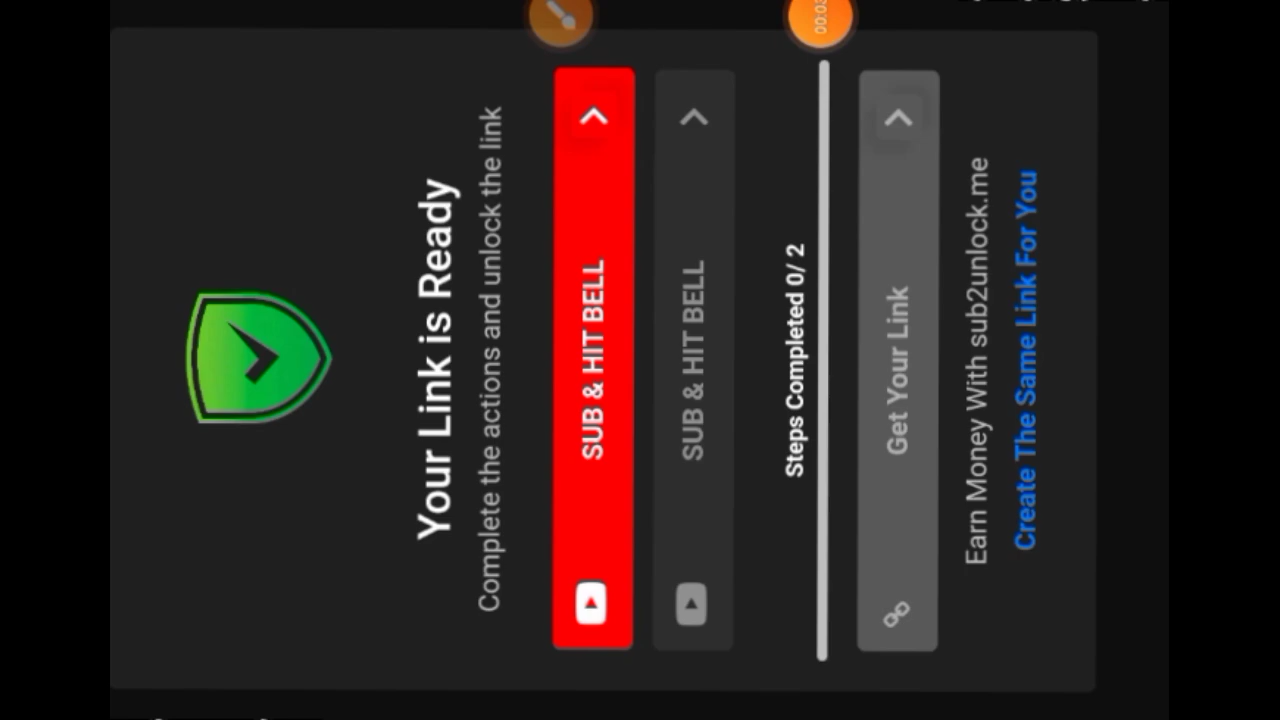 Your Link is Ready
Complete the actions and unlock the link
SUB & HIT BELL
SUB & HIT BELL
Steps Completed 0/ 2
Get Your Link
Earn Money With sub2unlock.me
Create The Same Link For You